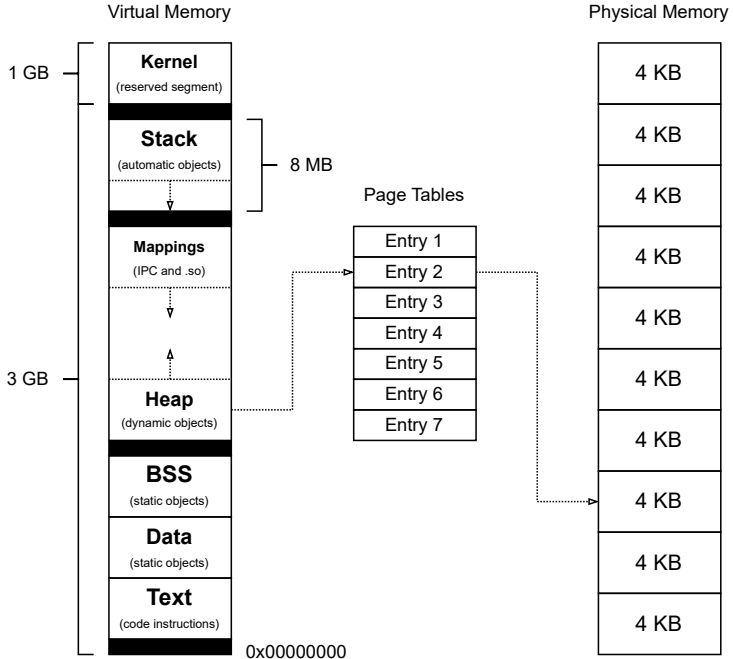 Virtual Memory
Physical Memory
1 GB
Kernel
(reserved segment)
Stack
(automatic objects)
8 MB
Mappings
(IPC and .so)
3 GB
Heap
(dynamic objects)
BSS
(static objects)
Data
(static objects)
Text
(code instructions)
0x00000000
Page Tables
Entry 1
Entry 2
Entry 3
Entry 4
Entry 5
Entry 6
Entry 7
4 KB
4 KB
4 KB
4 KB
4 KB
4 KB
4 KB
4 KB
4 KB
4 KB